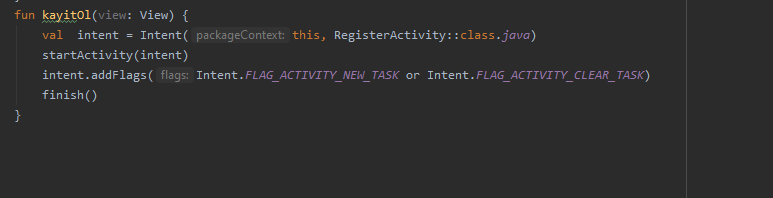 fun kayitOl(view: View) {
val intent = Intent( packageContext: this, RegisterActivity::class.java)
startActivity(intent)
intent.addFlags( flags: Intent.FLAG_ACTIVITY_NEW_TASK or Intent.FLAG_ACTIVITY_CLEAR_TASK)
finish()
}